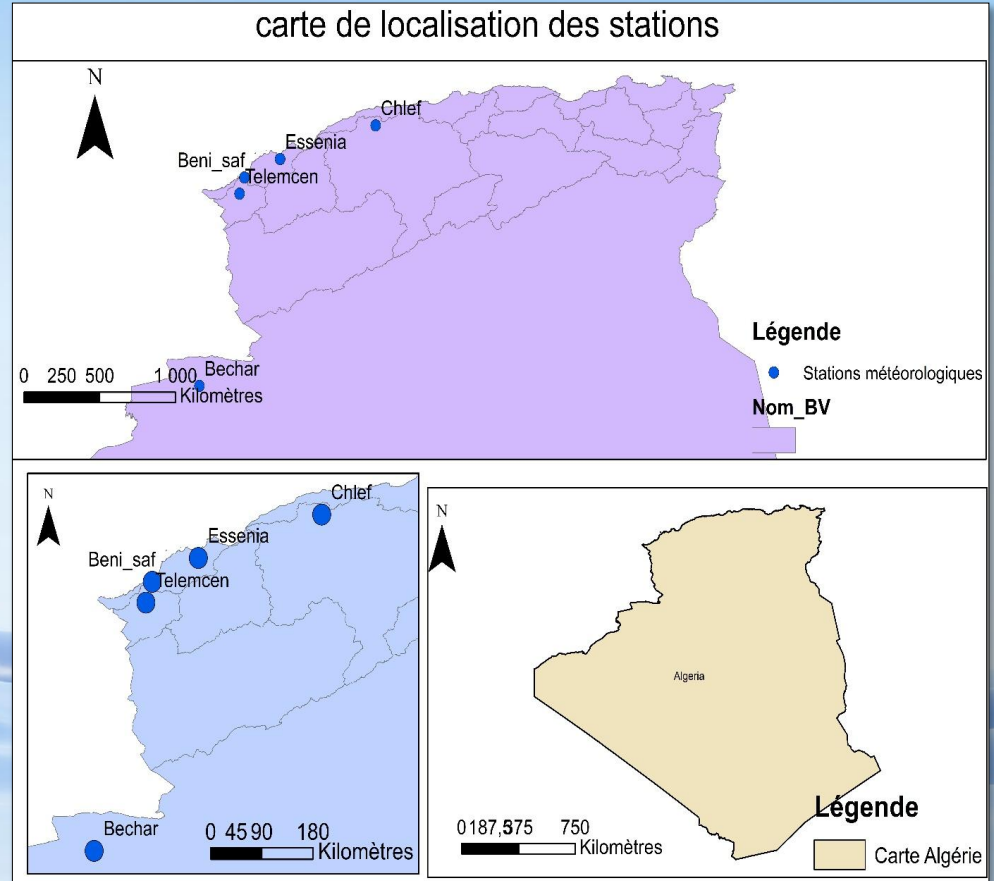 carte de localisation des stations
N
Chlef
Essenia
Beni_saf
Telemcen
Bechar
0 250 500 1 000
Kilomètres
Légende
Stations météorologiques
Nom_BV
N
Chlef
Essenia
Beni_saf
Telemcen
Bechar
0 45 90 180
Kilomètres
N
Algeria
0 187,5 375 750
Kilomètres
Légende
Carte Algérie